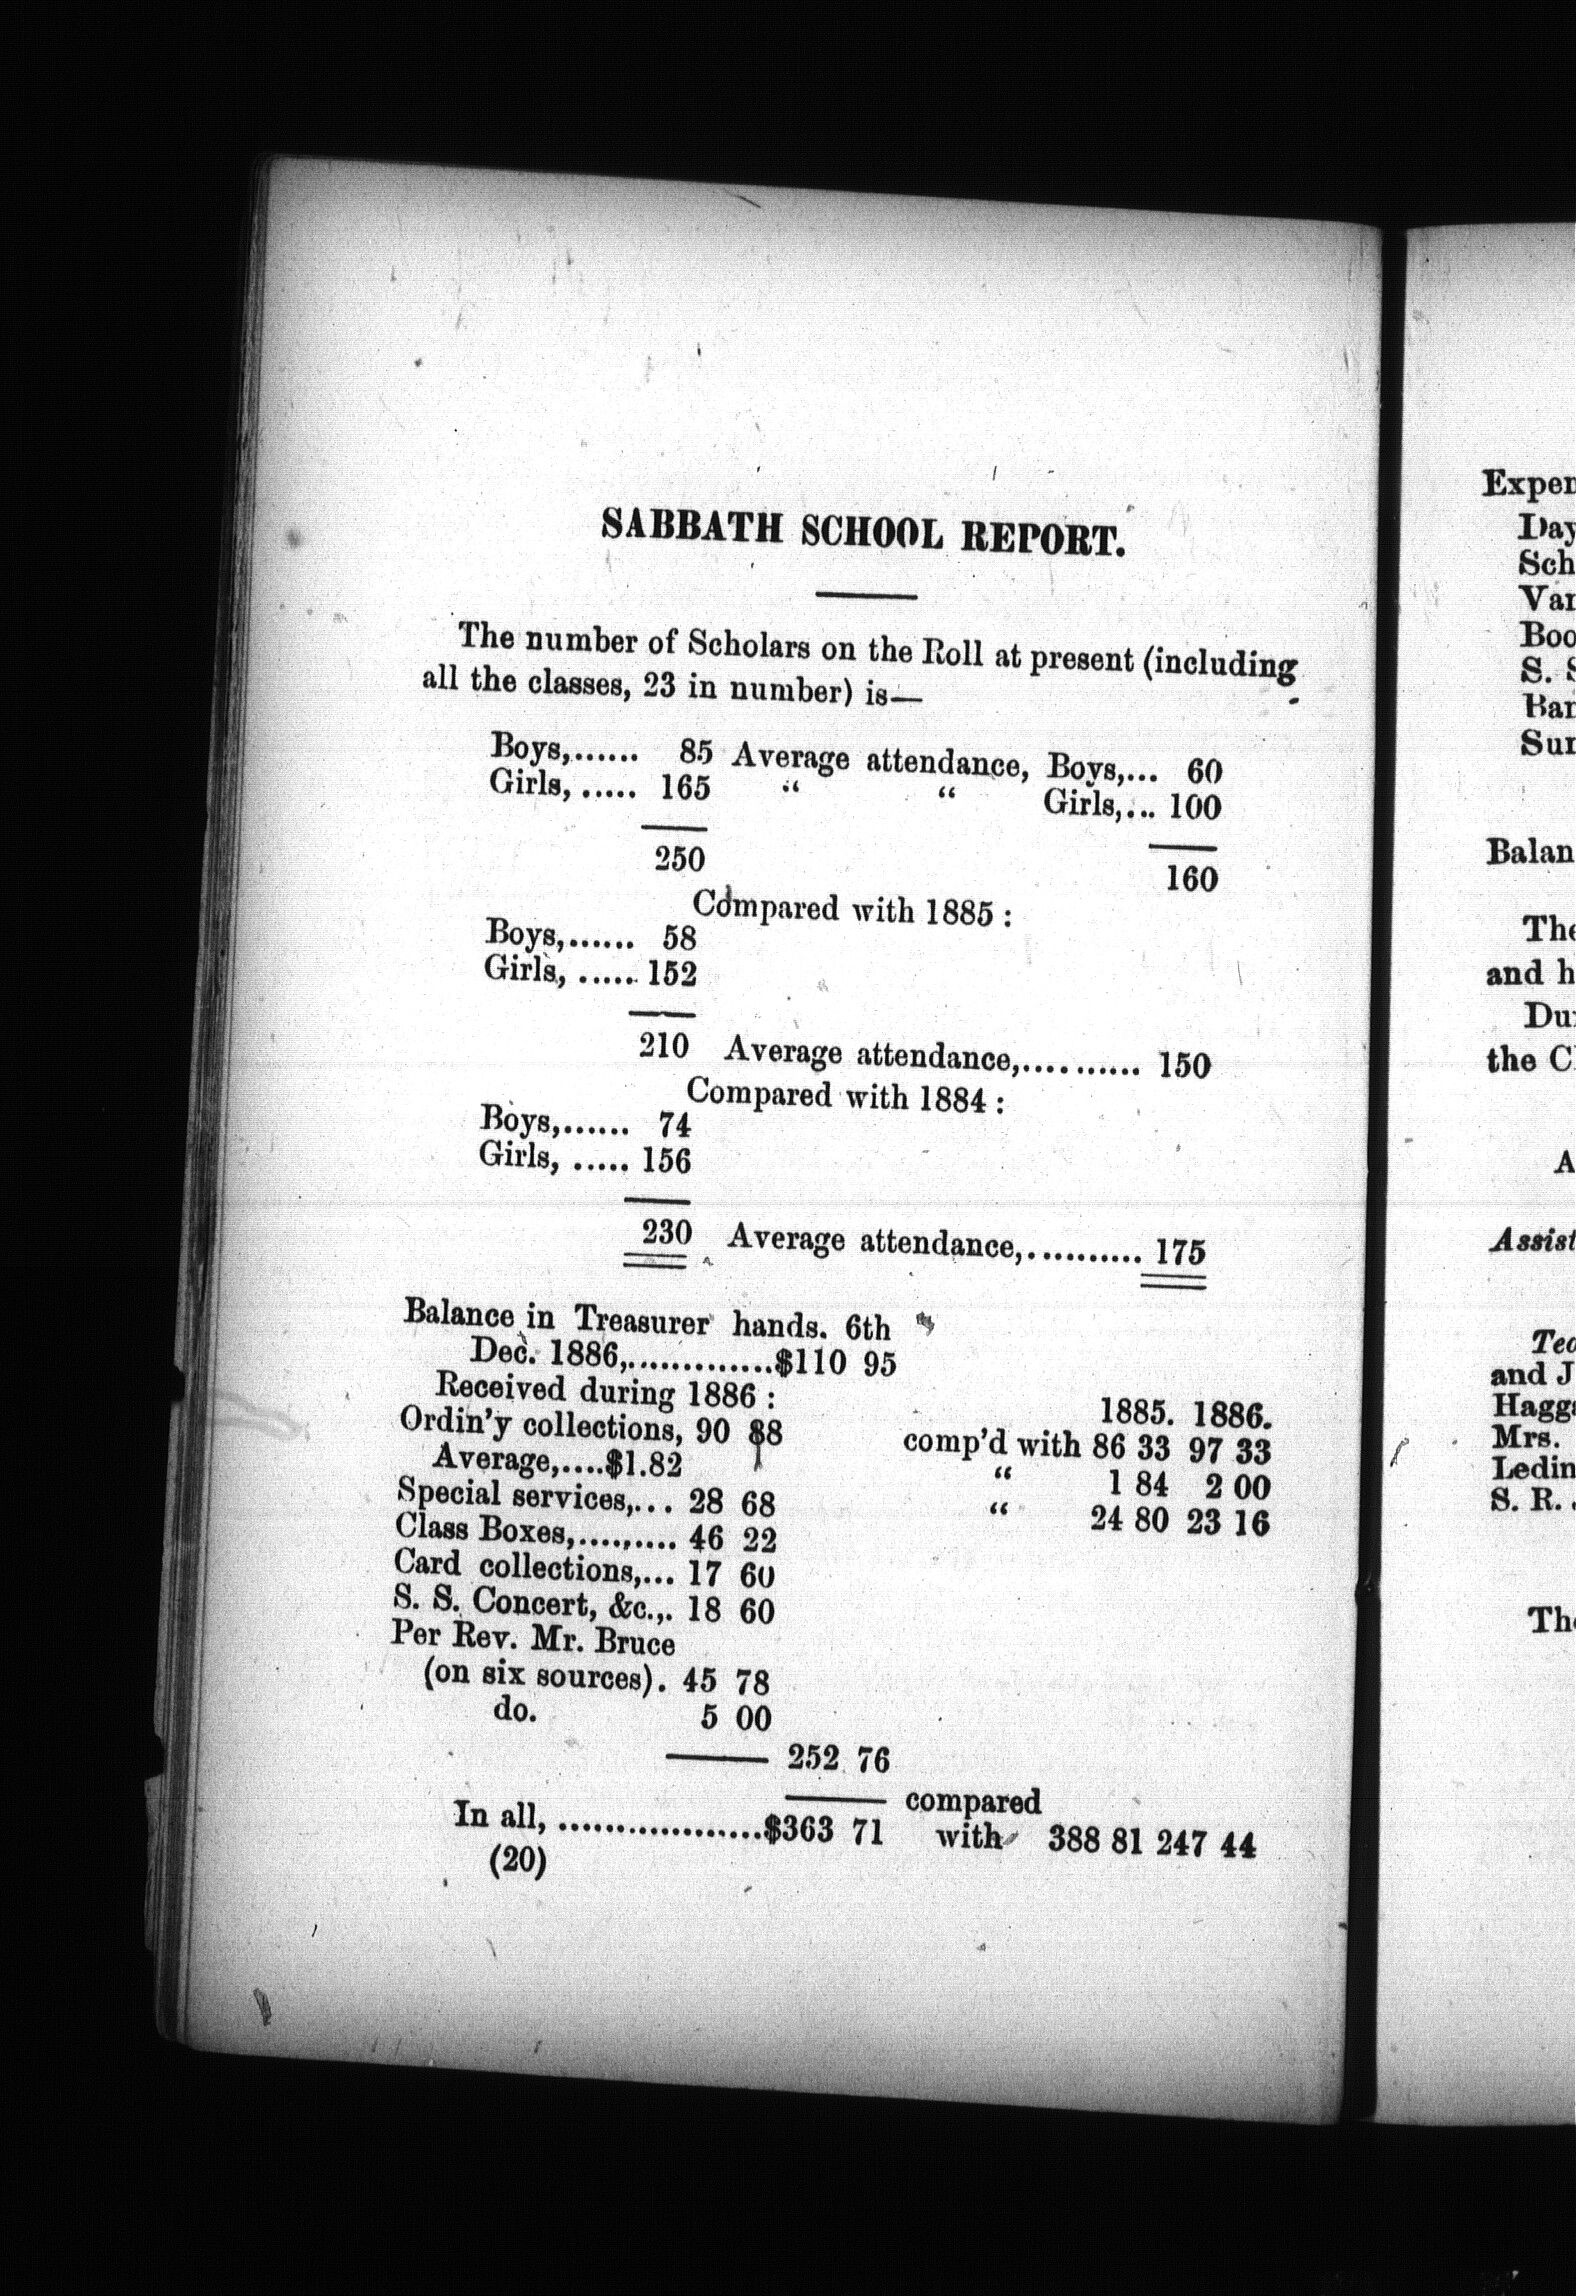 SABBATH SCHOOL REPORT.
The number of Scholars on the Roll at present (including
all the classes, 23 in number) is—
Boys,...... 85 Average attendance, Boys,... 60
Girls, ..... 165 “ “ Girls,... 100
250 160
Compared with 1885 :
Boys,...... 58
Girls, ..... 152
210 Average attendance,.......... 150
Compared with 1884 :
Boys,...... 74
Girls, ..... 156
230 Average attendance,.......... 175
Balance in Treasurer hands. 6th
Dec. 1886,.............$110 95
Received during 1886 : 1885. 1886.
Ordin'y collections, 90 88 comp'd with 86 33 97 33
Average,....$1.82 “ 1 84 2 00
Special services,... 28 68 “ 24 80 23 16
Class Boxes,.....,.... 46 22
Card collections,... 17 60
S. S. Concert, &c.,. 18 60
Per Rev. Mr. Bruce
(on six sources). 45 78
do. 5 00
252 76
compared
In all, ..................$363 71 with 388 81 247 44
(20)
Expen
Day
Sch
Var
Boo
S. S
Bar
Sur
Balan
The
and h
Du
the C
A
Assist
Tea
and J
Hagg
Mrs.
Ledin
S. R.
The